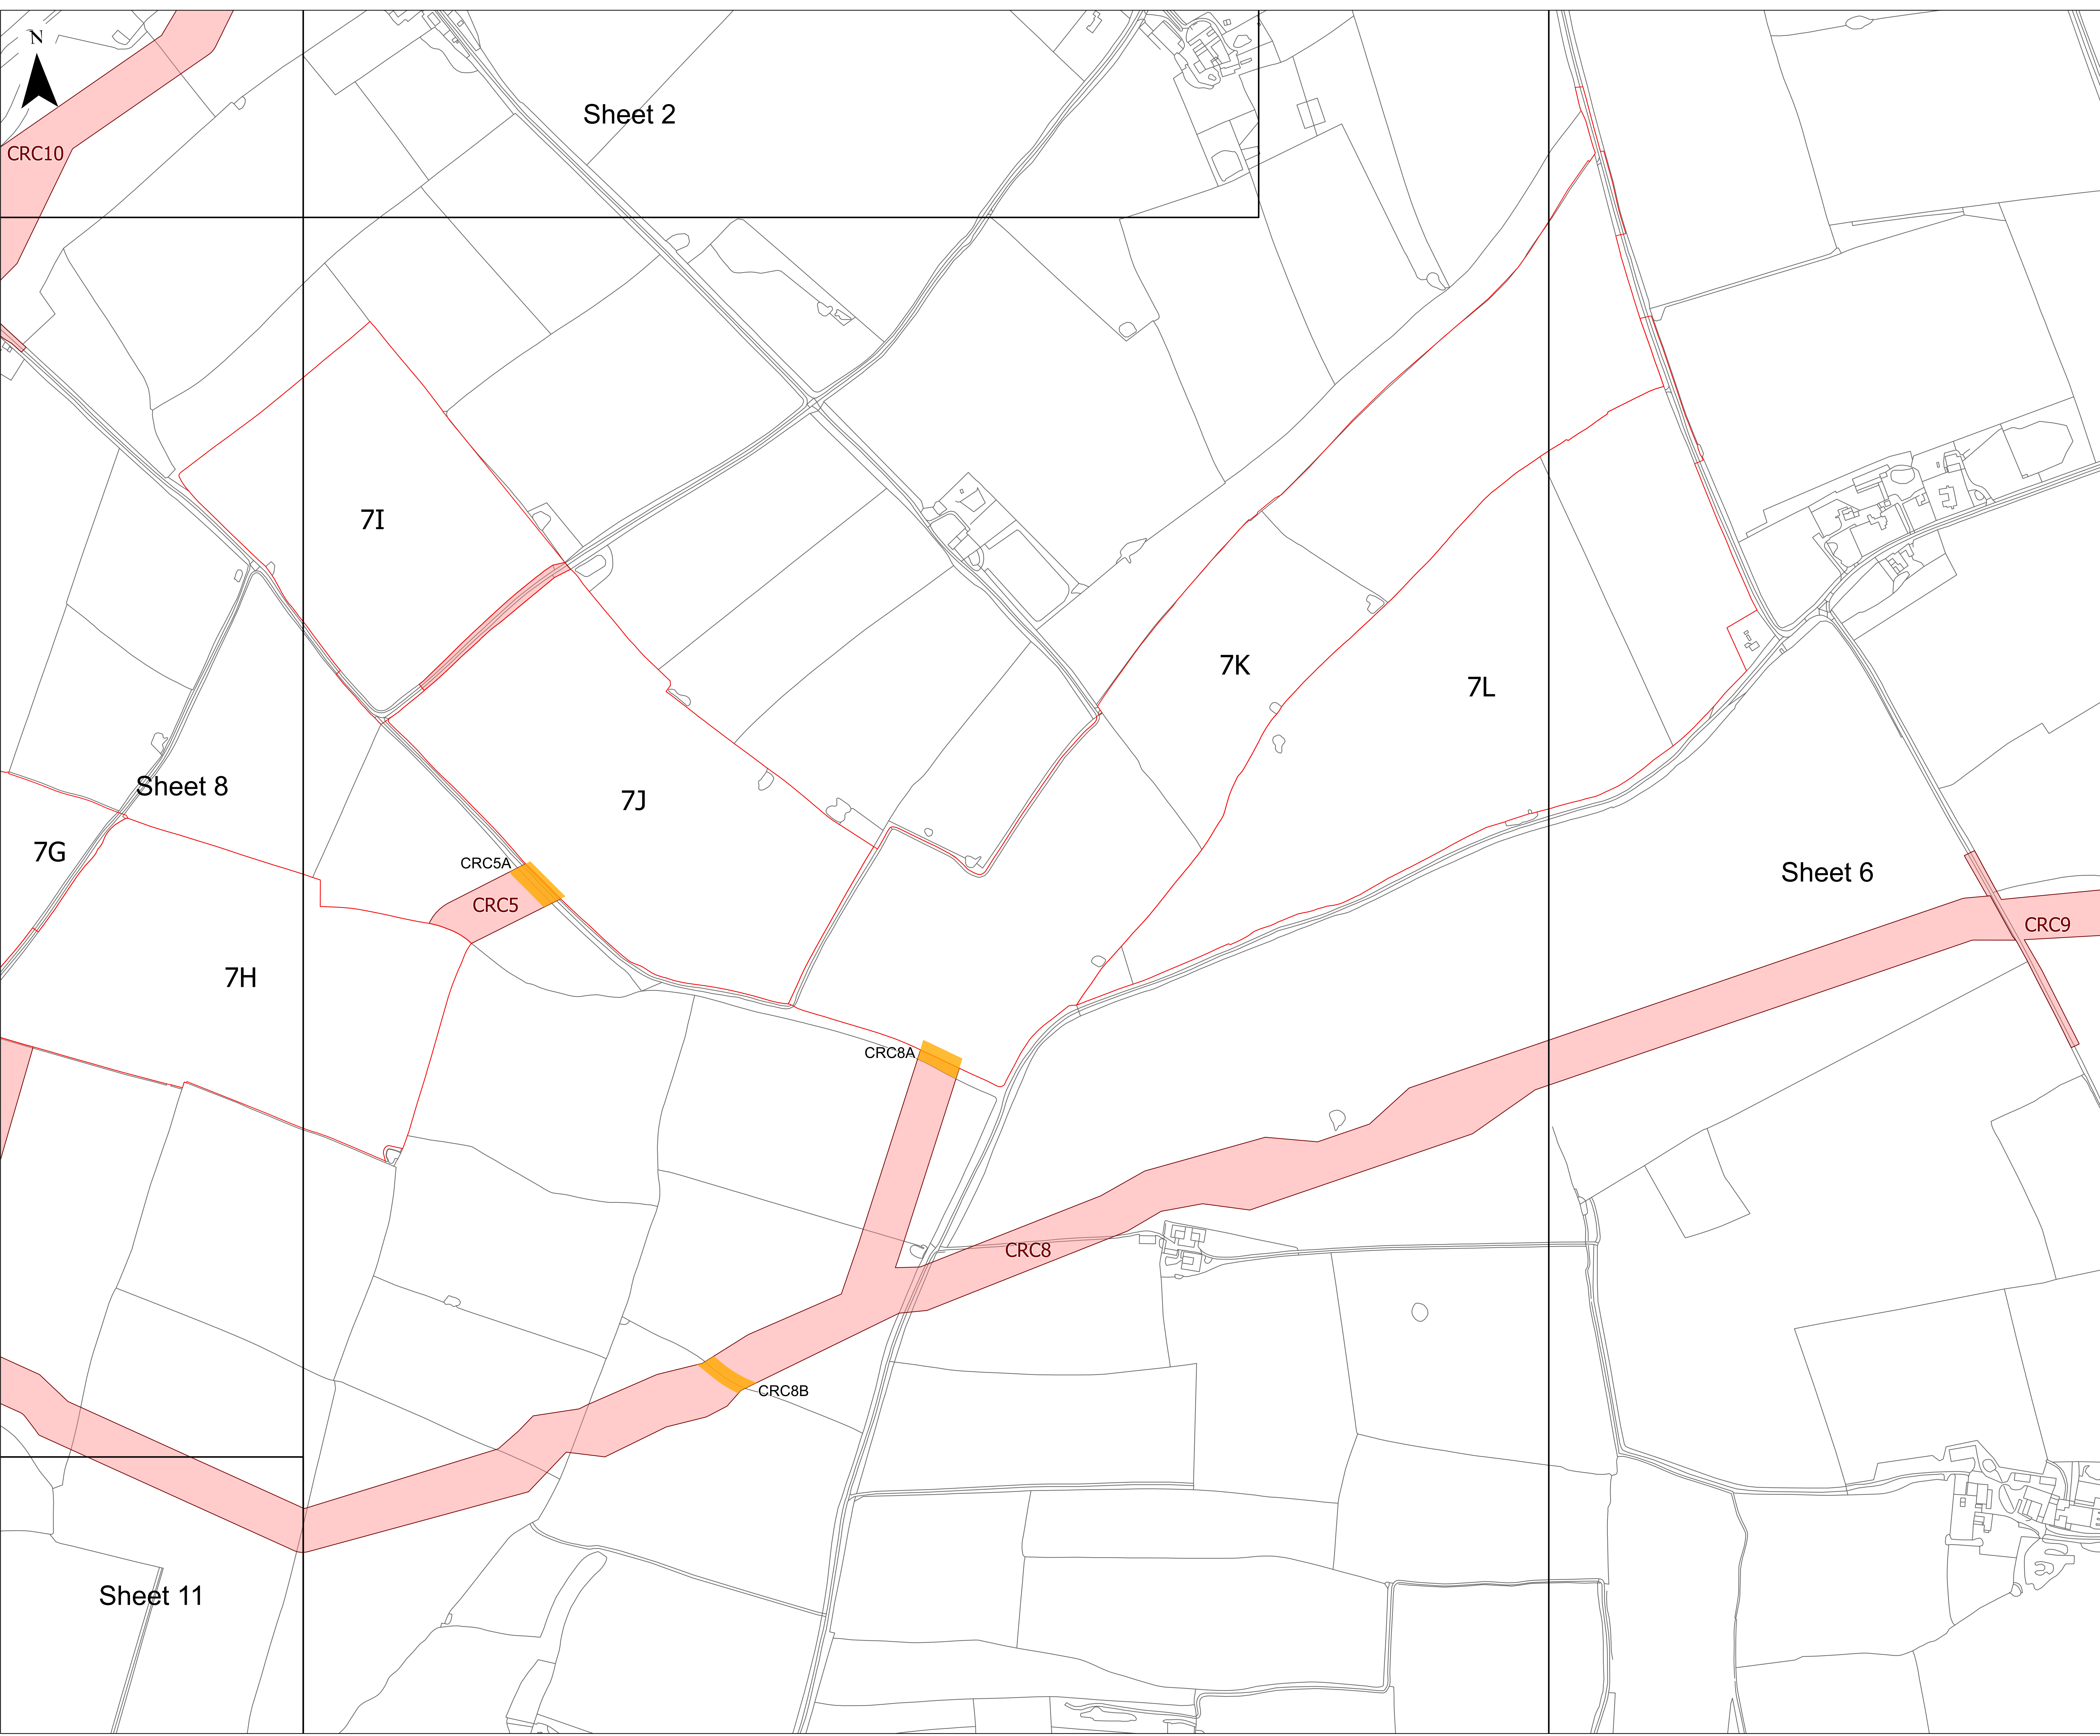 N
Sheet 2
CRC10
7I
7K
7L
Sheet 8
7J
7G
CRC5A
Sheet 6
CRC5
CRC9
7H
CRC8A
CRC8
CRC8B
Sheet 11